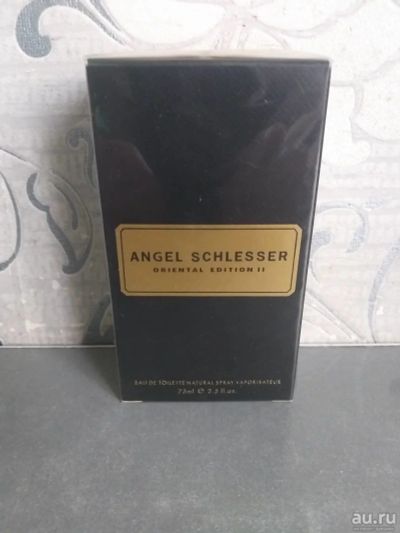 ANGEL SCHLESSER
ORIENTAL EDITION II
EAU DE TOILETTE NATURAL SPRAY VAPORISATEUR
75ml ℮ 2.5 fl oz.
au.ru